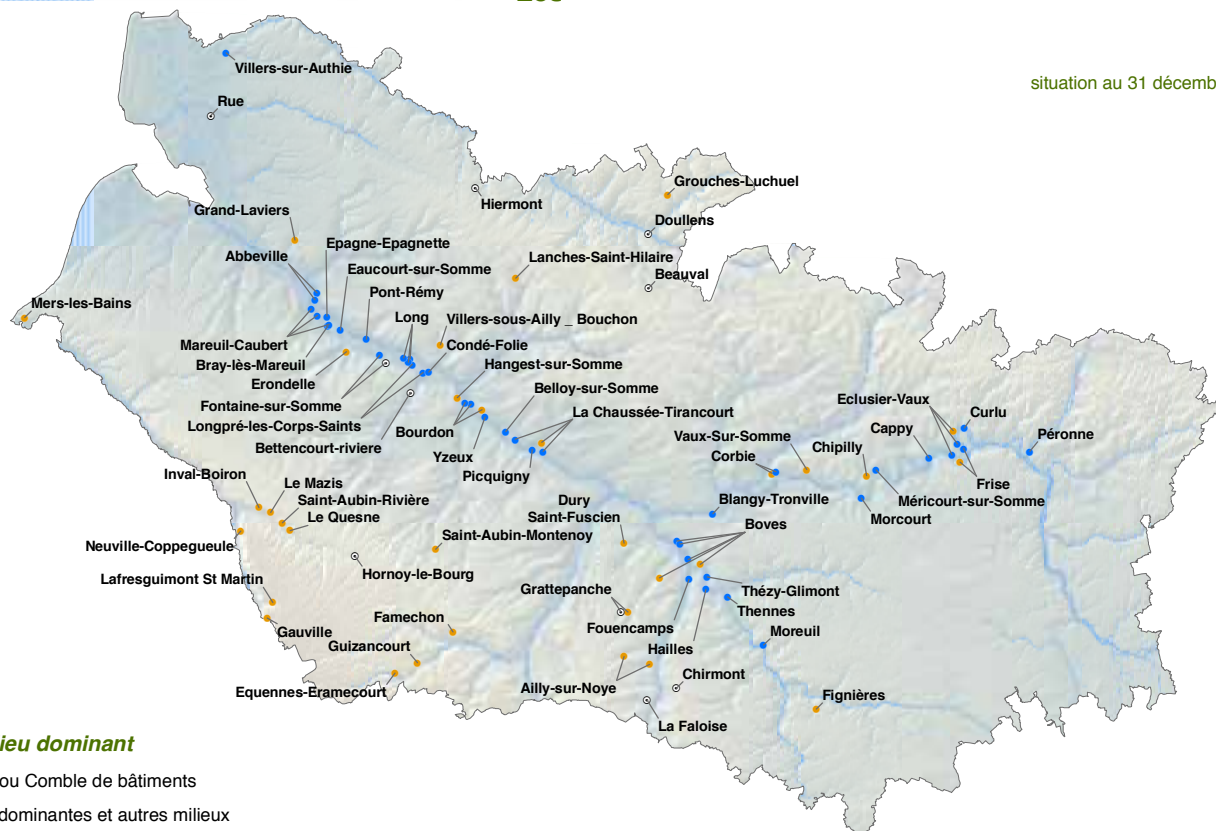 situation au 31 décemb
Villers-sur-Authie
Rue
Grouches-Luchuel
Hiermont
Grand-Laviers
Doullens
Epagne-Epagnette
Abbeville
Lanches-Saint-Hilaire
Eaucourt-sur-Somme
Beauval
Pont-Rémy
Mers-les-Bains
Long
Villers-sous-Ailly _ Bouchon
Mareuil-Caubert
Condé-Folie
Bray-lès-Mareuil
Hangest-sur-Somme
Erondelle
Belloy-sur-Somme
Eclusier-Vaux
Fontaine-sur-Somme
La Chaussée-Tirancourt
Curlu
Longpré-les-Corps-Saints
Cappy
Péronne
Bourdon
Vaux-Sur-Somme
Bettencourt-riviere
Chipilly
Yzeux
Corbie
Inval-Boiron
Picquigny
Frise
Le Mazis
Méricourt-sur-Somme
Saint-Aubin-Rivière
Dury
Blangy-Tronville
Morcourt
Le Quesne
Saint-Fuscien
Boves
Saint-Aubin-Montenoy
Neuville-Coppegueule
Hornoy-le-Bourg
Lafresguimont St Martin
Grattepanche
Thézy-Glimont
Thennes
Famechon
Gauville
Fouencamps
Moreuil
Guizancourt
Hailles
Chirmont
Equennes-Eramecourt
Ailly-sur-Noye
Fignières
La Faloise
ieu dominant
ou Comble de bâtiments
dominantes et autres milieux